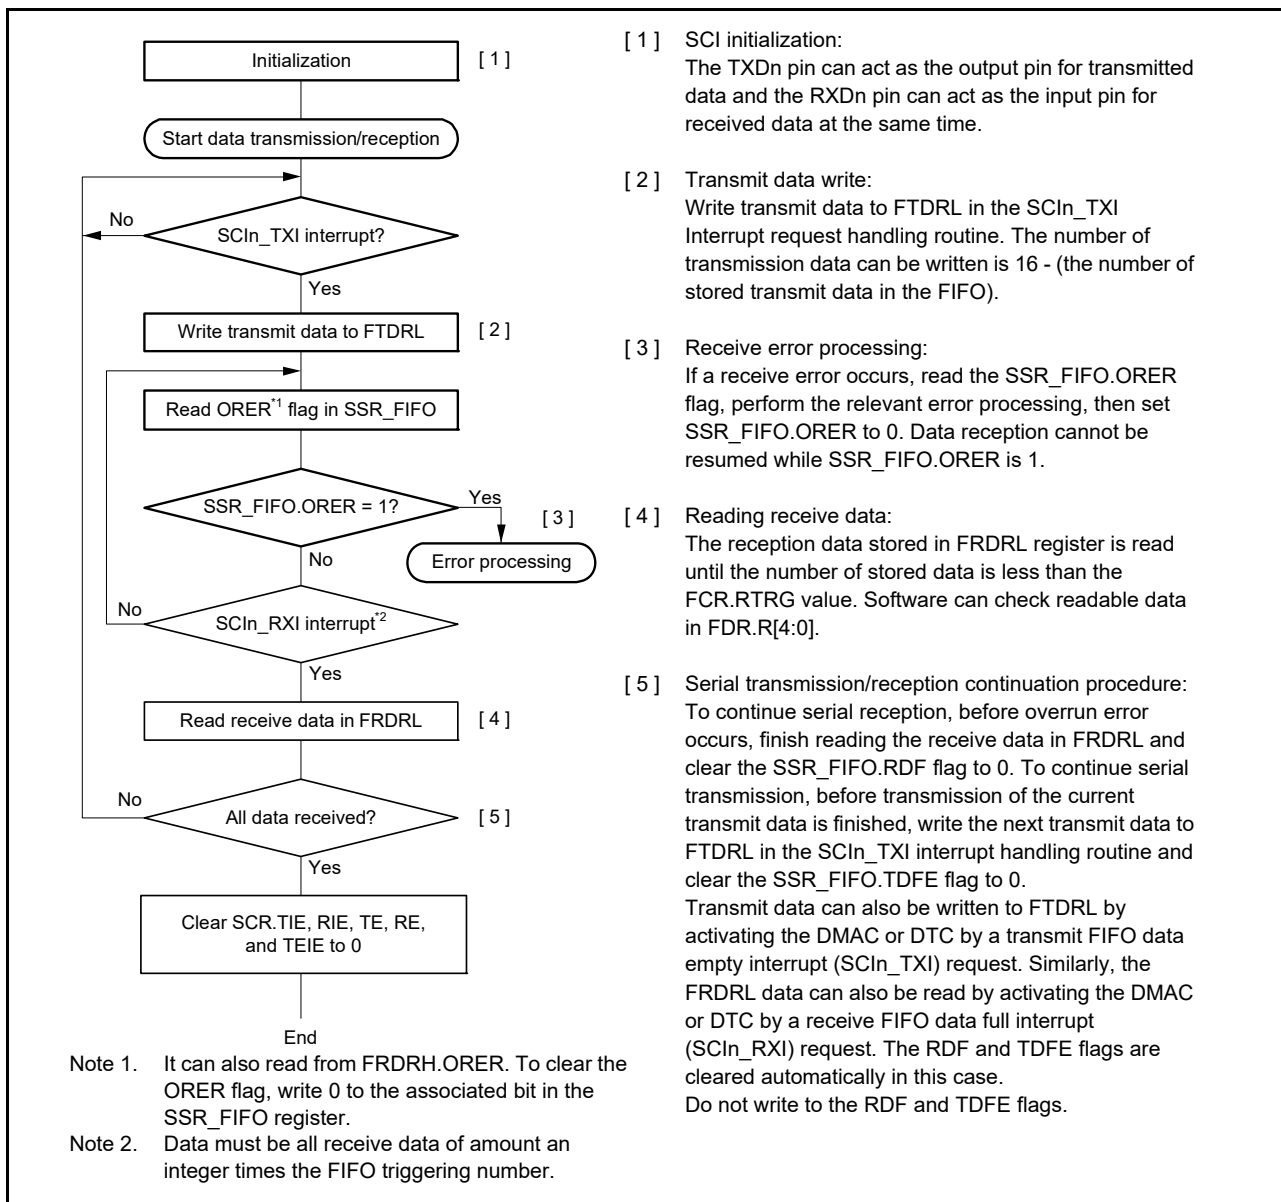 Initialization
[ 1 ]
Start data transmission/reception
No
SCIn_TXI interrupt?
Yes
Write transmit data to FTDRL
[ 2 ]
Read ORER*1 flag in SSR_FIFO
SSR_FIFO.ORER = 1?
Yes
[ 3 ]
Error processing
No
No
SCIn_RXI interrupt*2
Yes
Read receive data in FRDRL
[ 4 ]
No
All data received?
[ 5 ]
Yes
Clear SCR.TIE, RIE, TE, RE,
and TEIE to 0
End
Note 1. It can also read from FRDRH.ORER. To clear the
ORER flag, write 0 to the associated bit in the
SSR_FIFO register.
Note 2. Data must be all receive data of amount an
integer times the FIFO triggering number.
[ 1 ] SCI initialization:
The TXDn pin can act as the output pin for transmitted
data and the RXDn pin can act as the input pin for
received data at the same time.
[ 2 ] Transmit data write:
Write transmit data to FTDRL in the SCIn_TXI
Interrupt request handling routine. The number of
transmission data can be written is 16 - (the number of
stored transmit data in the FIFO).
[ 3 ] Receive error processing:
If a receive error occurs, read the SSR_FIFO.ORER
flag, perform the relevant error processing, then set
SSR_FIFO.ORER to 0. Data reception cannot be
resumed while SSR_FIFO.ORER is 1.
[ 4 ] Reading receive data:
The reception data stored in FRDRL register is read
until the number of stored data is less than the
FCR.RTRG value. Software can check readable data
in FDR.R[4:0].
[ 5 ] Serial transmission/reception continuation procedure:
To continue serial reception, before overrun error
occurs, finish reading the receive data in FRDRL and
clear the SSR_FIFO.RDF flag to 0. To continue serial
transmission, before transmission of the current
transmit data is finished, write the next transmit data to
FTDRL in the SCIn_TXI interrupt handling routine and
clear the SSR_FIFO.TDFE flag to 0.
Transmit data can also be written to FTDRL by
activating the DMAC or DTC by a transmit FIFO data
empty interrupt (SCIn_TXI) request. Similarly, the
FRDRL data can also be read by activating the DMAC
or DTC by a receive FIFO data full interrupt
(SCIn_RXI) request. The RDF and TDFE flags are
cleared automatically in this case.
Do not write to the RDF and TDFE flags.